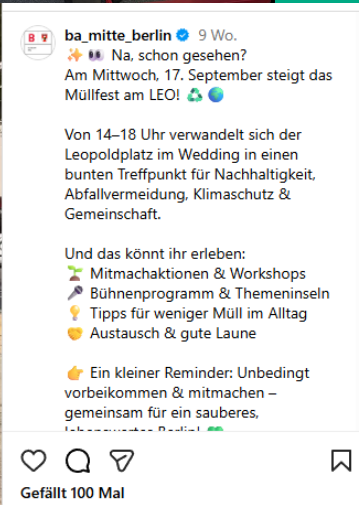 B 9
ba_mitte_berlin 9 Wo.
✨ 👀 Na, schon gesehen?
Am Mittwoch, 17. September steigt das
Müllfest am LEO! ♻️ 🌍
Von 14–18 Uhr verwandelt sich der
Leopoldplatz im Wedding in einen
bunten Treffpunkt für Nachhaltigkeit,
Abfallvermeidung, Klimaschutz &
Gemeinschaft.
Und das könnt ihr erleben:
🌱 Mitmachaktionen & Workshops
🎤 Bühnenprogramm & Themeninseln
💡 Tipps für weniger Müll im Alltag
🤝 Austausch & gute Laune
👉 Ein kleiner Reminder: Unbedingt
vorbeikommen & mitmachen –
gemeinsam für ein sauberes,
lebenswertes Berlin! 💚
Gefällt 100 Mal